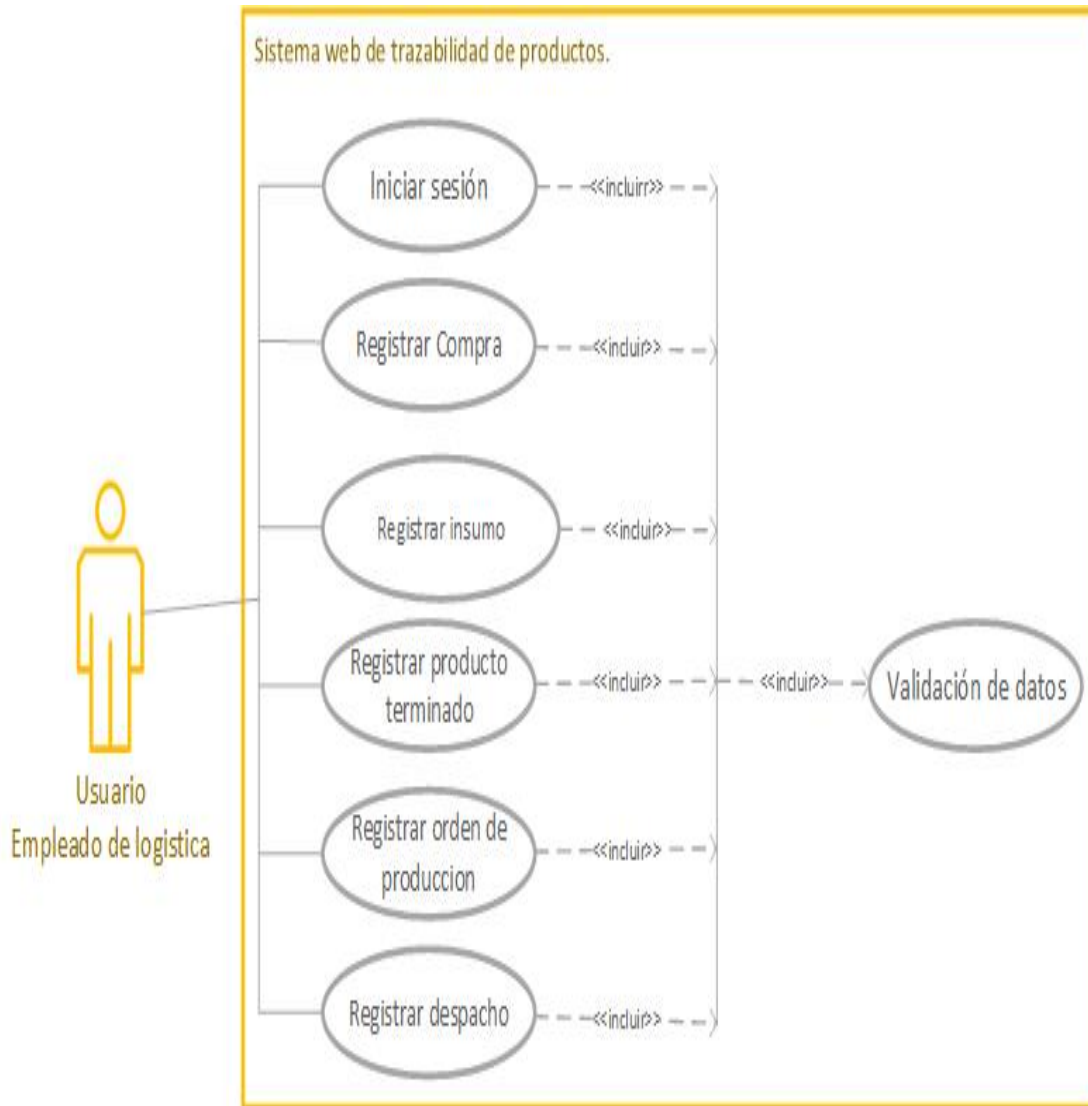 Sistema web de trazabilidad de productos.
Iniciar sesión
<<incluirr>>
Registrar Compra
<<incluir>>
Registrar insumo
<<incluir>>
Registrar producto
terminado
<<incluir>>
<<incluir>>
Validación de datos
Usuario
Empleado de logistica
Registrar orden de
produccion
<<incluir>>
Registrar despacho
<<incluir>>